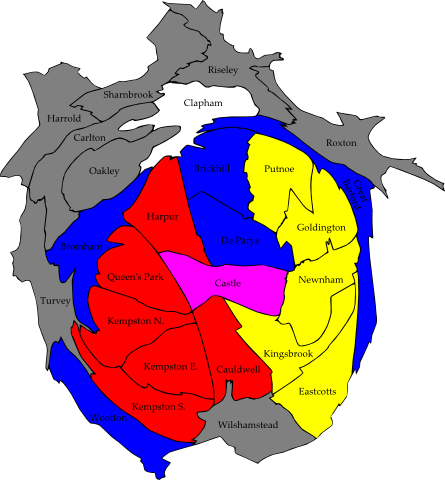 Riseley
Sharnbrook
Clapham
Harrold
Carlton
Roxton
Oakley
Brickhill
Putnoe
Great
Barford
Harpur
Goldington
De Parys
Bromham
Queen's Park
Newnham
Castle
Turvey
Kempston N.
Kingsbrook
Kempston E.
Cauldwell
Eastcotts
Kempston S.
Wootton
Wilshamstead